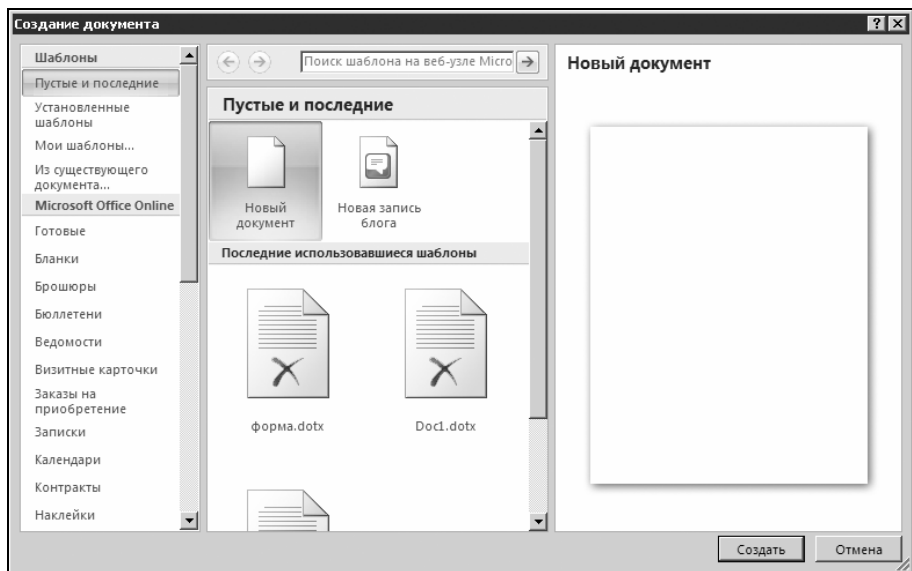 Создание документа
Шаблоны
Пустые и последние
Установленные
шаблоны
Мои шаблоны...
Из существующего
документа...
Microsoft Office Online
Готовые
Бланки
Брошюры
Бюллетени
Ведомости
Визитные карточки
Заказы на
приобретение
Записки
Календари
Контракты
Наклейки
Поиск шаблона на веб-узле Micro
Пустые и последние
Новый
документ
Новая запись
блога
Последние использовавшиеся шаблоны
форма.dotx
Doc1.dotx
Новый документ
Создать
Отмена